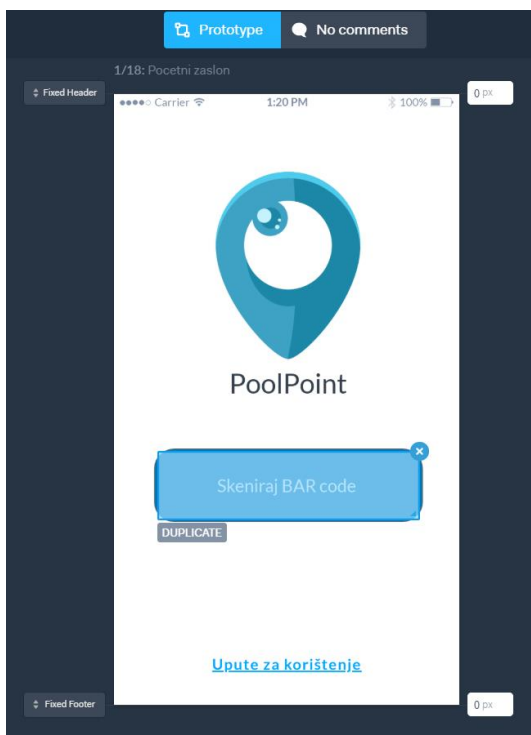 Prototype No comments
1/18: Pocetni zaslon
Fixed Header
0 px
Carrier 1:20 PM 100%
PoolPoint
Skeniraj BAR code
DUPLICATE
Upute za korištenje
Fixed Footer
0 px